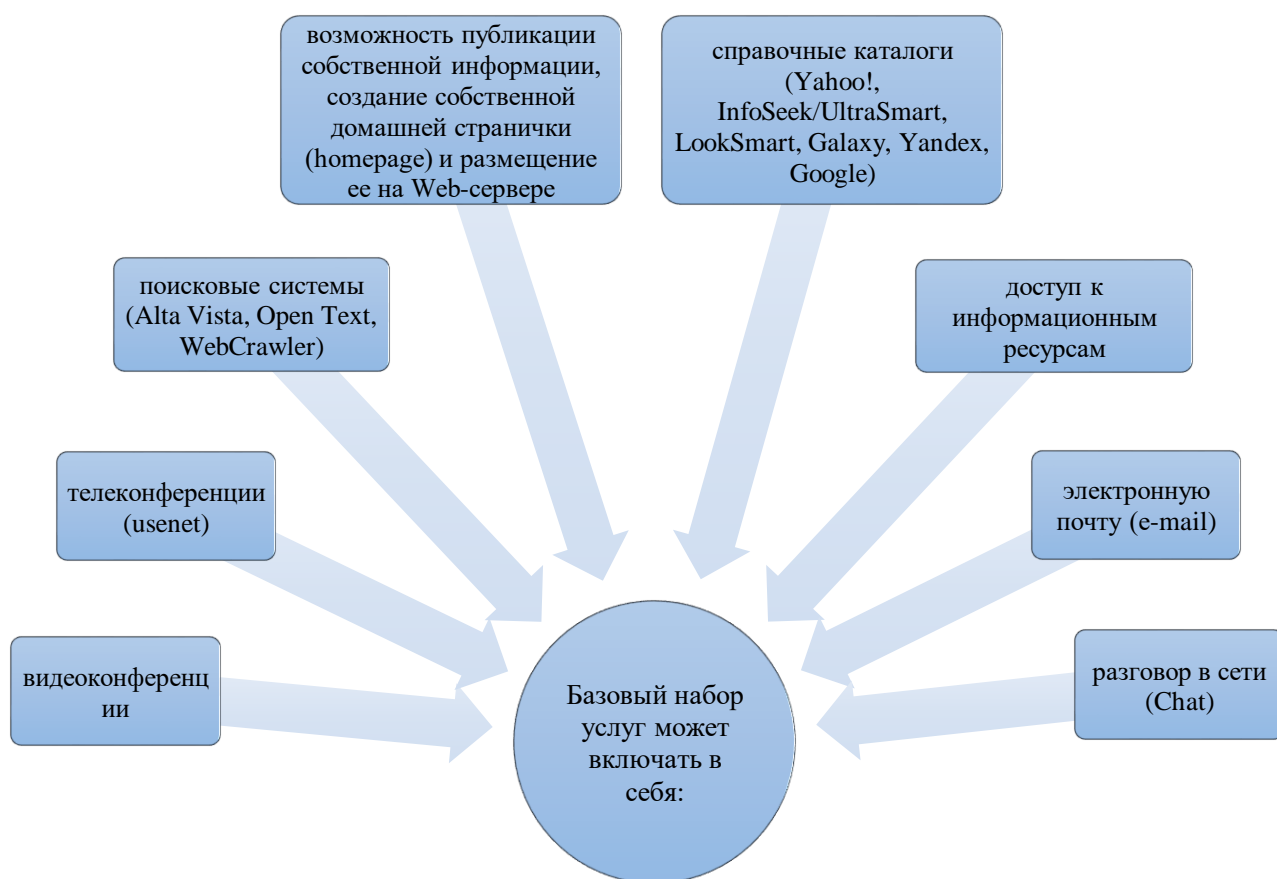 возможность публикации
собственной информации,
создание собственной
домашней странички
(homepage) и размещение
ее на Web-сервере
справочные каталоги
(Yahoo!,
InfoSeek/UltraSmart,
LookSmart, Galaxy, Yandex,
Google)
поисковые системы
(Alta Vista, Open Text,
WebCrawler)
доступ к
информационным
ресурсам
телеконференции
(usenet)
электронную
почту (e-mail)
видеоконференц
ии
разговор в сети
(Chat)
Базовый набор
услуг может
включать в
себя: